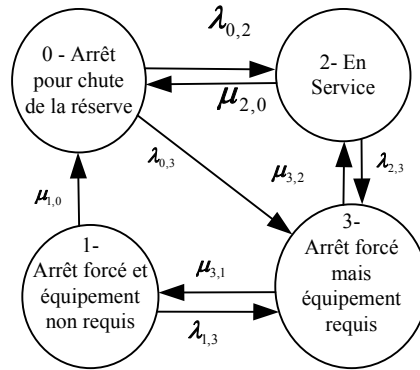 λ0,2
0 - Arrêt
pour chute
de la réserve
2- En
Service
μ2,0
λ0,3
μ3,2
λ2,3
μ1,0
1-
Arrêt forcé et
équipement
non requis
μ3,1
λ1,3
3-
Arrêt forcé
mais
équipement
requis